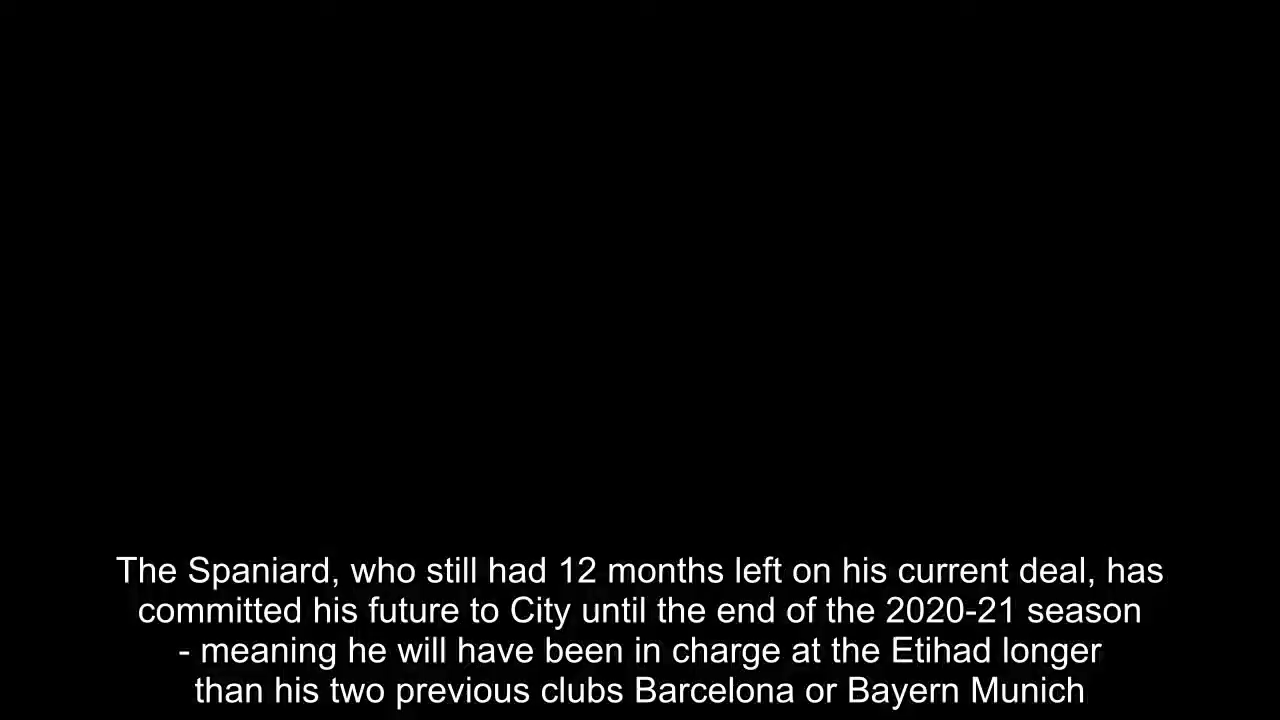 The Spaniard, who still had 12 months left on his current deal, has
committed his future to City until the end of the 2020-21 season
- meaning he will have been in charge at the Etihad longer
than his two previous clubs Barcelona or Bayern Munich